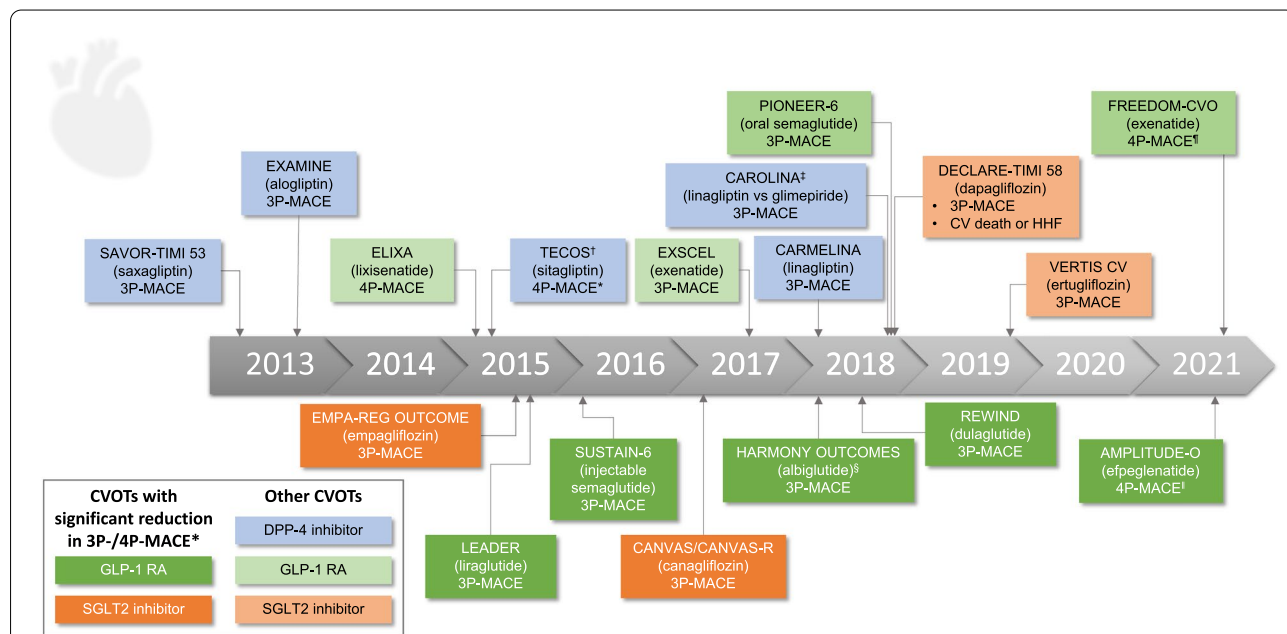 PIONEER-6
(oral semaglutide)
3P-MACE
FREEDOM-CVO
(exenatide)
4P-MACE¶
EXAMINE
(alogliptin)
3P-MACE
CAROLINA‡
(linagliptin vs glimepiride)
3P-MACE
DECLARE-TIMI 58
(dapagliflozin)
• 3P-MACE
• CV death or HHF
SAVOR-TIMI 53
(saxagliptin)
3P-MACE
ELIXA
(lixisenatide)
4P-MACE
TECOS†
(sitagliptin)
4P-MACE*
EXSCEL
(exenatide)
3P-MACE
CARMELINA
(linagliptin)
3P-MACE
VERTIS CV
(ertugliflozin)
3P-MACE
2013 2014 2015 2016 2017 2018 2019 2020 2021
EMPA-REG OUTCOME
(empagliflozin)
3P-MACE
SUSTAIN-6
(injectable
semaglutide)
3P-MACE
HARMONY OUTCOMES
(albiglutide)§
3P-MACE
REWIND
(dulaglutide)
3P-MACE
AMPLITUDE-O
(efpeglenatide)
4P-MACE‖
LEADER
(liraglutide)
3P-MACE
CANVAS/CANVAS-R
(canagliflozin)
3P-MACE
CVOTs with
significant reduction
in 3P-/4P-MACE*
GLP-1 RA
SGLT2 inhibitor
Other CVOTs
DPP-4 inhibitor
GLP-1 RA
SGLT2 inhibitor